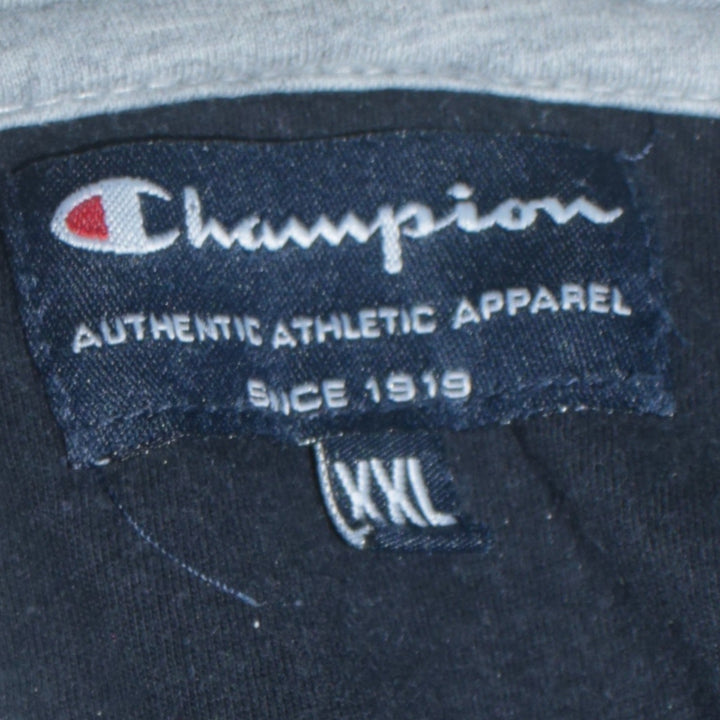 Champion
AUTHENTIC ATHLETIC APPAREL
SINCE 1919
XXL